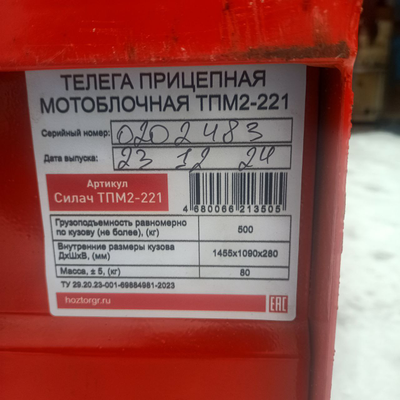 ТЕЛЕГА ПРИЦЕПНАЯ
МОТОБЛОЧНАЯ ТПМ2-221
Серийный номер: 0202483
Дата выпуска: 23 12 24
Артикул
Силач ТПМ2-221
4 680066 213505
Грузоподъемность равномерно
по кузову (не более), (кг) 500
Внутренние размеры кузова
ДхШхВ, (мм) 1455х1090х280
Масса, ± 5, (кг) 80
ТУ 29.20.23-001-69884981-2023
hoztorgr.ru
EAC